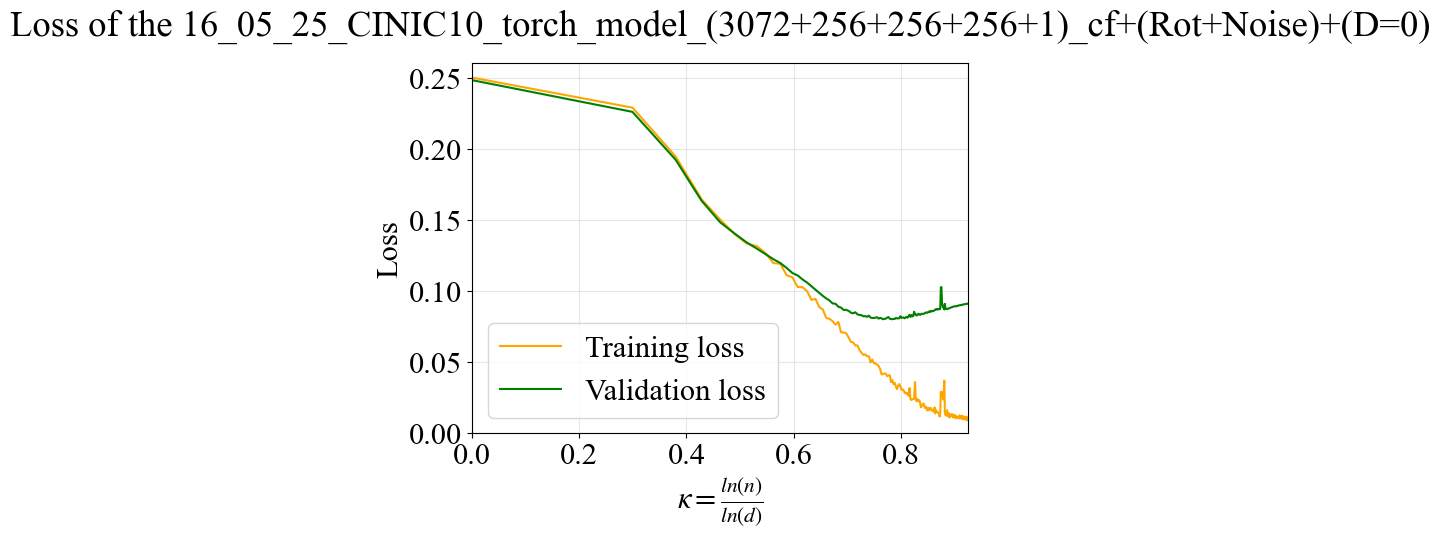 Loss of the 16_05_25_CINIC10_torch_model_(3072+256+256+256+1)_cf+(Rot+Noise)+(D=0)
0.25
0.20
0.15
0.10
0.05
0.00
Loss
Training loss
Validation loss
0.0 0.2 0.4 0.6 0.8
κ = ln(n)/ln(d)